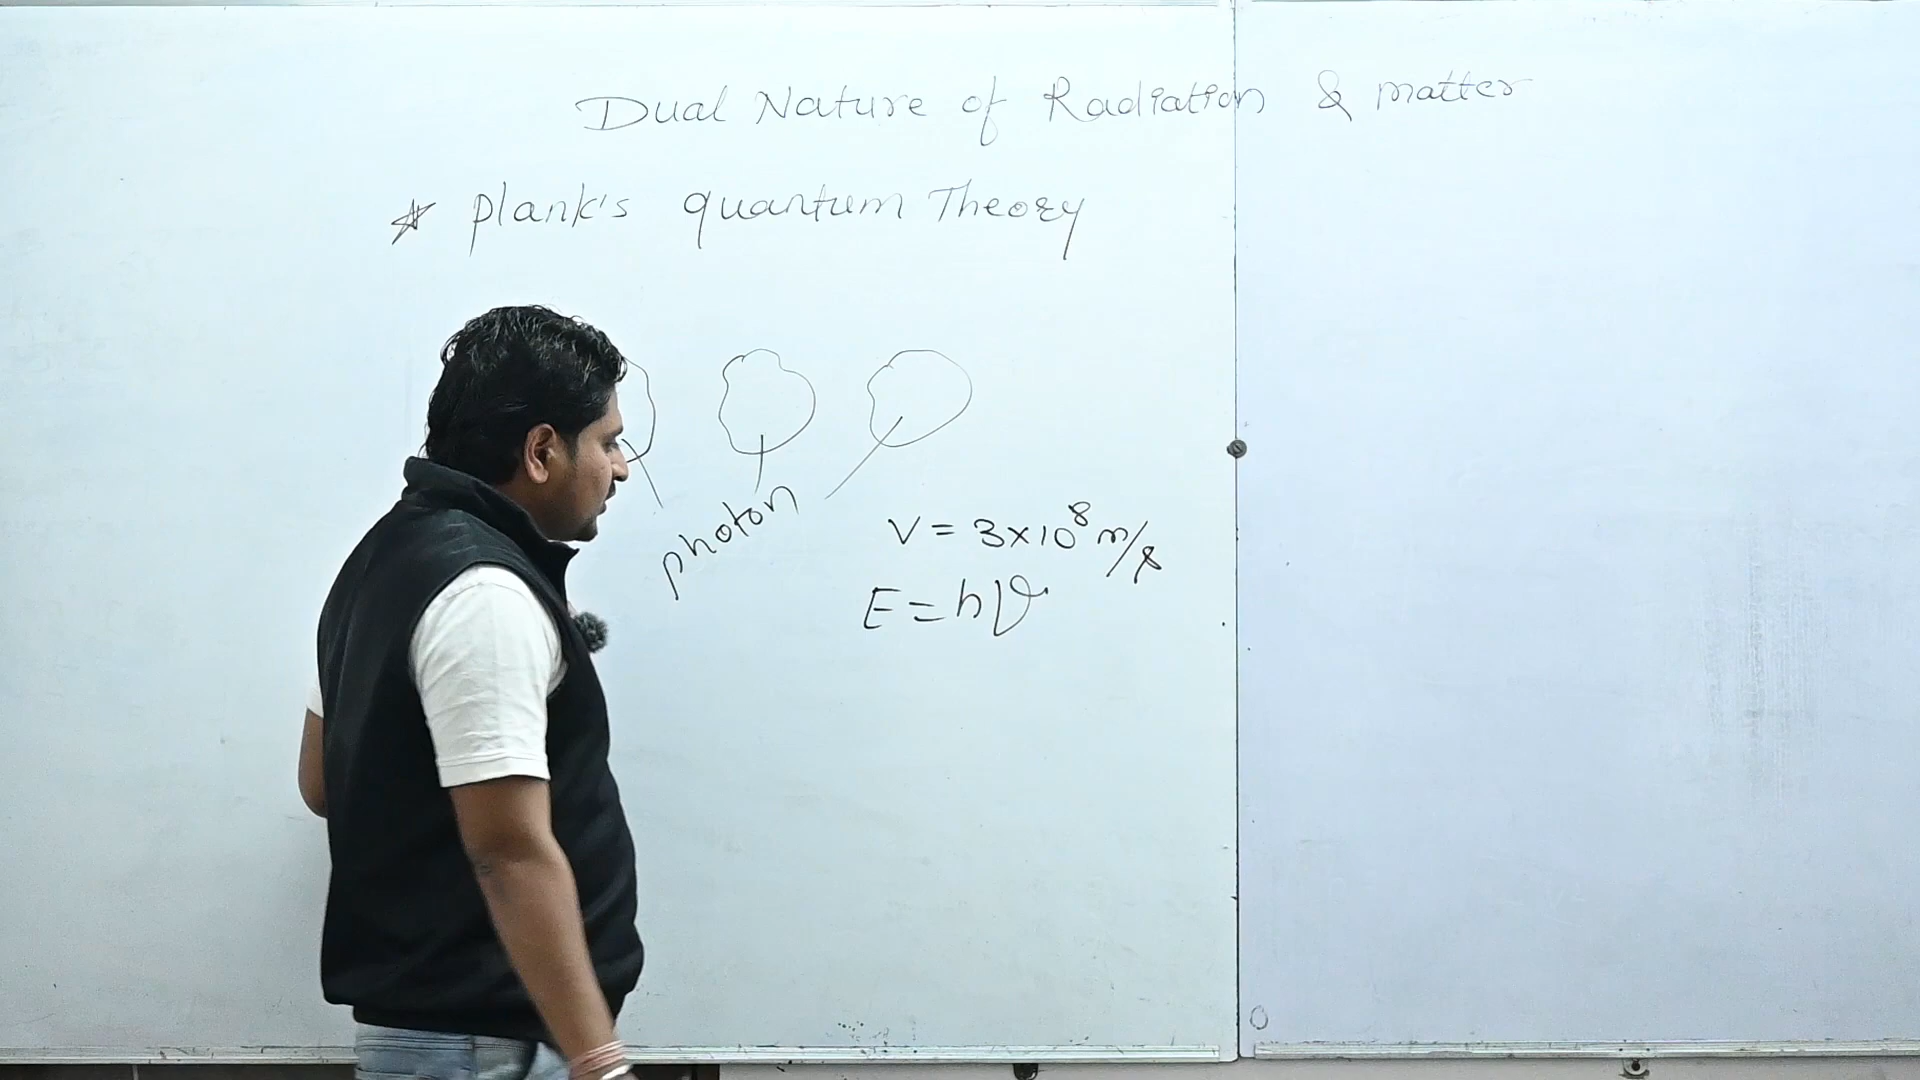 Dual Nature of Radiation & matter
* plank's quantum Theory
photon
V = 3×10⁸ m/s
E = hν